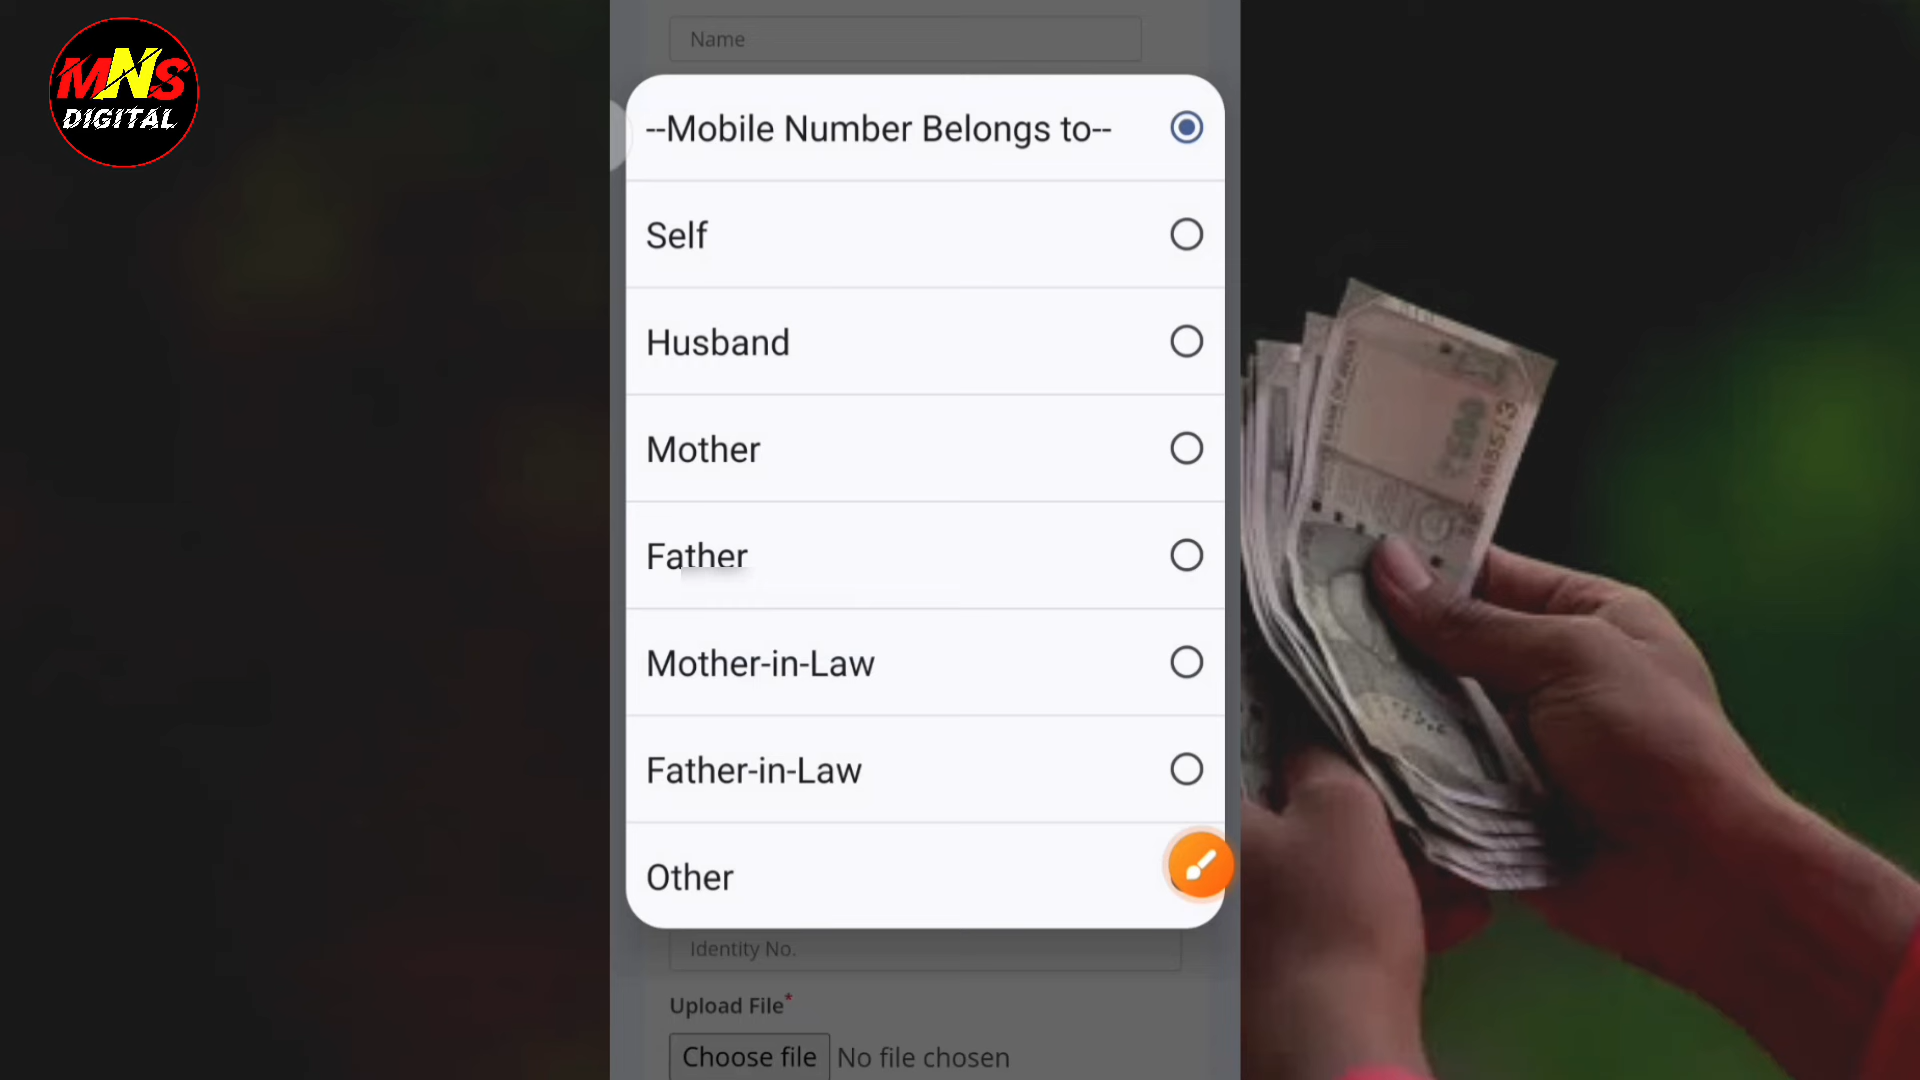 MNS
DIGITAL
Name
--Mobile Number Belongs to--
Self
Husband
Mother
Father
Mother-in-Law
Father-in-Law
Other
Identity No.
Upload File*
Choose file No file chosen